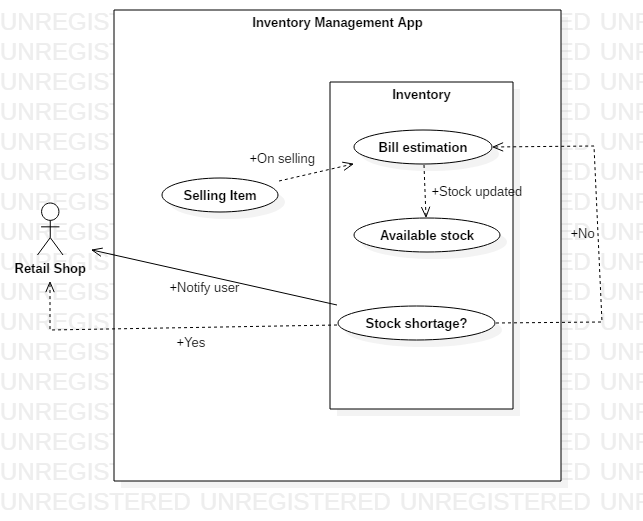 Inventory Management App
Inventory
Bill estimation
+On selling
Selling Item
+Stock updated
Available stock
+No
Retail Shop
+Notify user
Stock shortage?
+Yes
UNREGISTERED UNREGISTERED UNREGISTERED